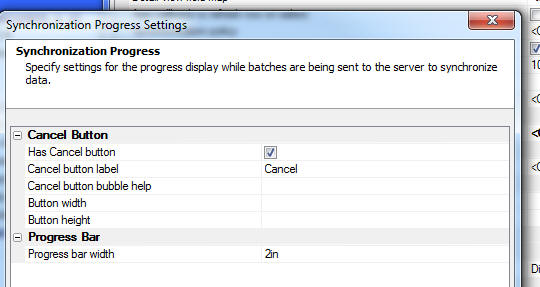 Synchronization Progress Settings
Synchronization Progress
Specify settings for the progress display while batches are being sent to the server to synchronize
data.
Cancel Button
Has Cancel button
Cancel button label Cancel
Cancel button bubble help
Button width
Button height
Progress Bar
Progress bar width 2in
10
Di